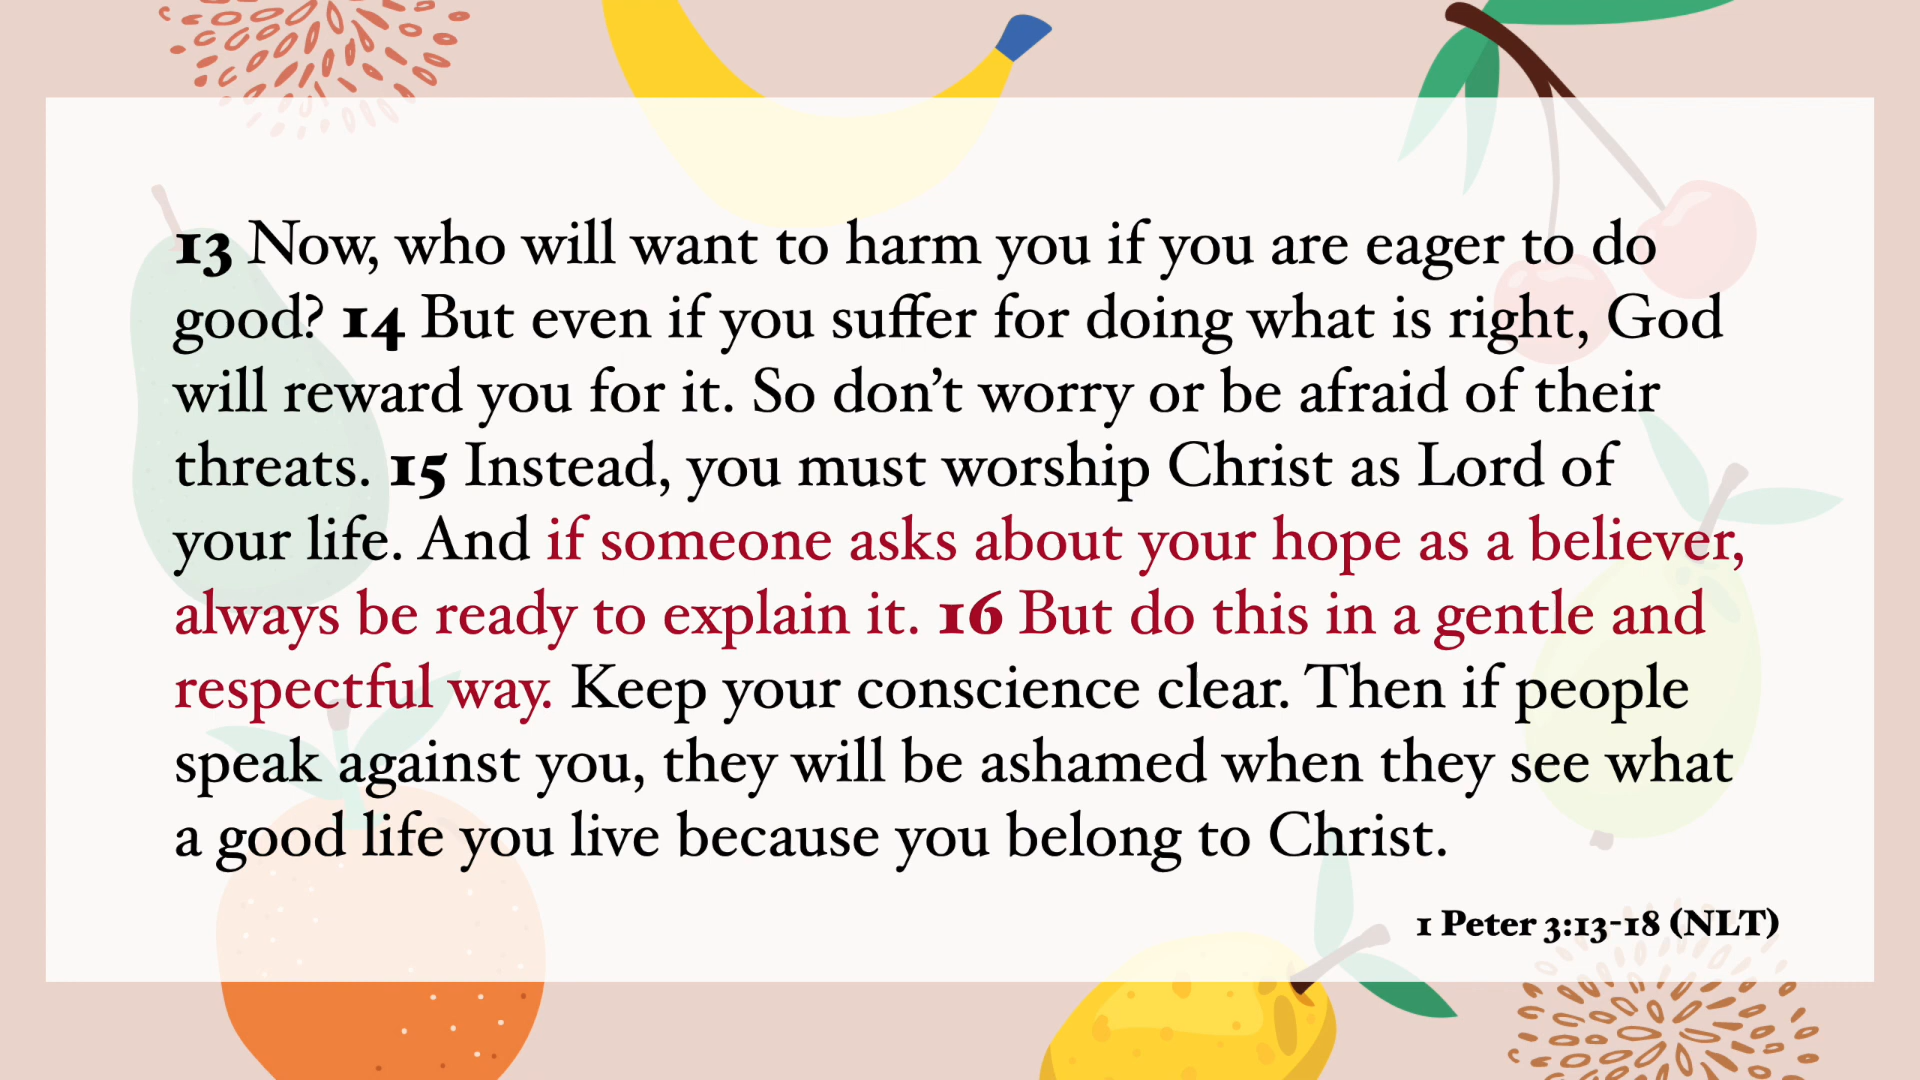 13 Now, who will want to harm you if you are eager to do
good? 14 But even if you suffer for doing what is right, God
will reward you for it. So don’t worry or be afraid of their
threats. 15 Instead, you must worship Christ as Lord of
your life. And if someone asks about your hope as a believer,
always be ready to explain it. 16 But do this in a gentle and
respectful way. Keep your conscience clear. Then if people
speak against you, they will be ashamed when they see what
a good life you live because you belong to Christ.
1 Peter 3:13-18 (NLT)